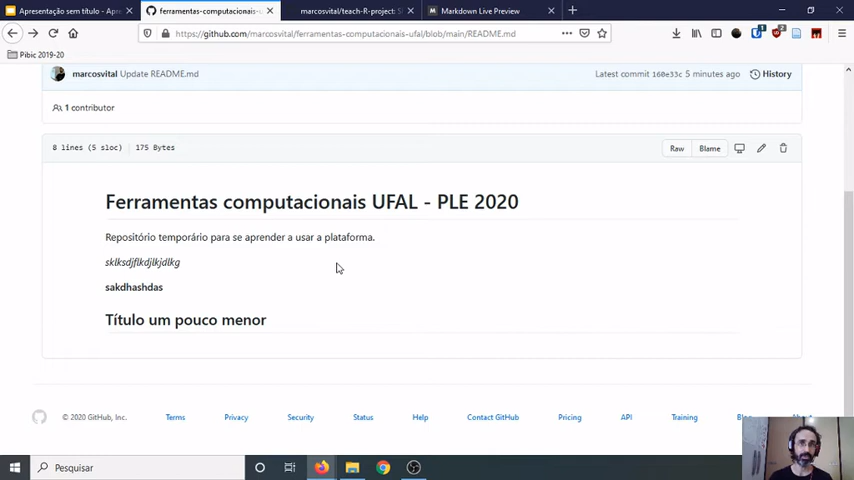 Apresentação sem título - Apre
ferramentas-computacionais-u
marcosvital/teach-R-project: S
Markdown Live Preview
https://github.com/marcosvital/ferramentas-computacionais-ufal/blob/main/README.md
Pibic 2019-20
marcosvital Update README.md
Latest commit 160e33c 5 minutes ago
History
1 contributor
8 lines (5 sloc) 175 Bytes
Raw
Blame
Ferramentas computacionais UFAL - PLE 2020
Repositório temporário para se aprender a usar a plataforma.
sklksdjflkdjlkjdlkg
sakdhashdas
Título um pouco menor
© 2020 GitHub, Inc.
Terms
Privacy
Security
Status
Help
Contact GitHub
Pricing
API
Training
Pesquisar